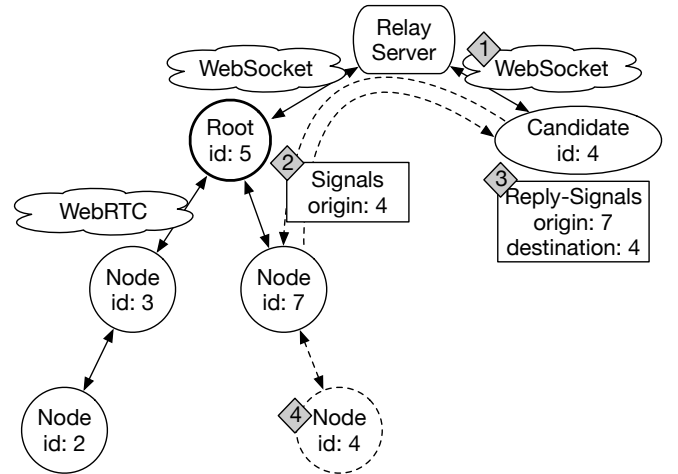 Relay
Server
1
WebSocket
WebSocket
Root
id: 5
Candidate
id: 4
2
Signals
origin: 4
3
Reply-Signals
origin: 7
destination: 4
WebRTC
Node
id: 3
Node
id: 7
Node
id: 2
4
Node
id: 4